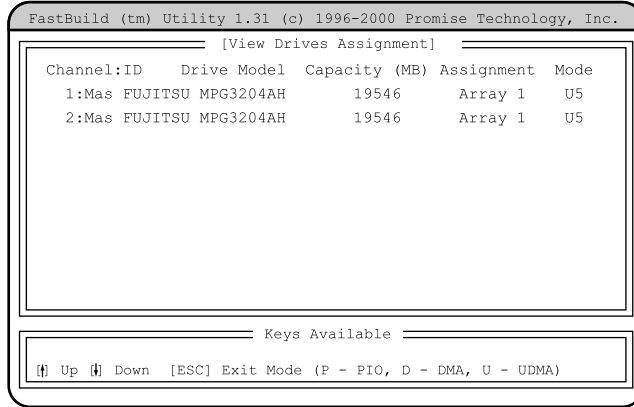 FastBuild (tm) Utility 1.31 (c) 1996-2000 Promise Technology, Inc.
[View Drives Assignment]
Channel:ID Drive Model Capacity (MB) Assignment Mode
1:Mas FUJITSU MPG3204AH 19546 Array 1 U5
2:Mas FUJITSU MPG3204AH 19546 Array 1 U5
Keys Available
[↑] Up [↓] Down [ESC] Exit Mode (P - PIO, D - DMA, U - UDMA)